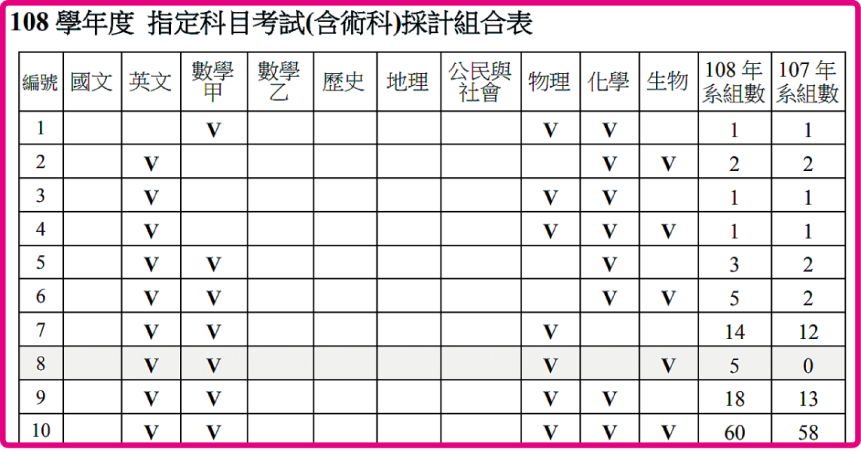 108 學年度 指定科目考試(含術科)採計組合表
編號 國文 英文 數學甲 數學乙 歷史 地理 公民與社會 物理 化學 生物 108 年系組數 107 年系組數
1 V V V 1 1
2 V V V 2 2
3 V V V 1 1
4 V V V V 1 1
5 V V V 3 2
6 V V V V 5 2
7 V V V 14 12
8 V V V V 5 0
9 V V V V 18 13
10 V V V V V 60 58